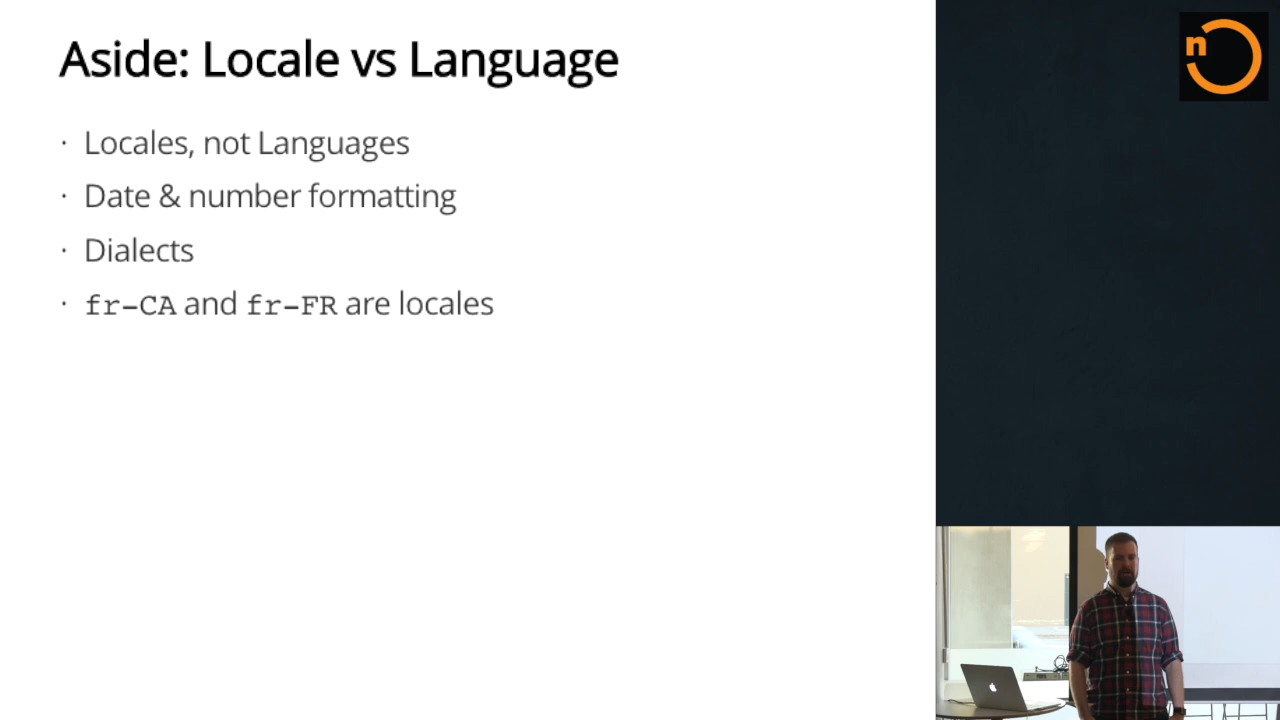 Aside: Locale vs Language
· Locales, not Languages
· Date & number formatting
· Dialects
· fr-CA and fr-FR are locales
n